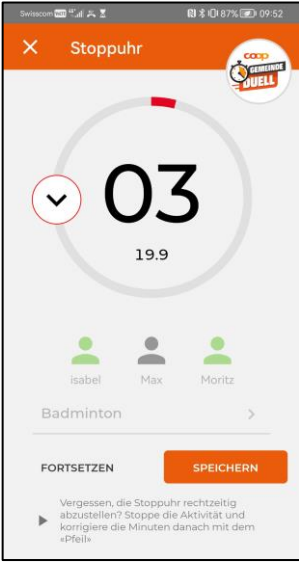 Swisscom 87% 09:52
Stoppuhr
coop
GEMEINDE
DUELL
03
19.9
isabel Max Moritz
Badminton
FORTSETZEN SPEICHERN
Vergessen, die Stoppuhr rechtzeitig
abzustellen? Stoppe die Aktivität und
korrigiere die Minuten danach mit dem
«Pfeil»